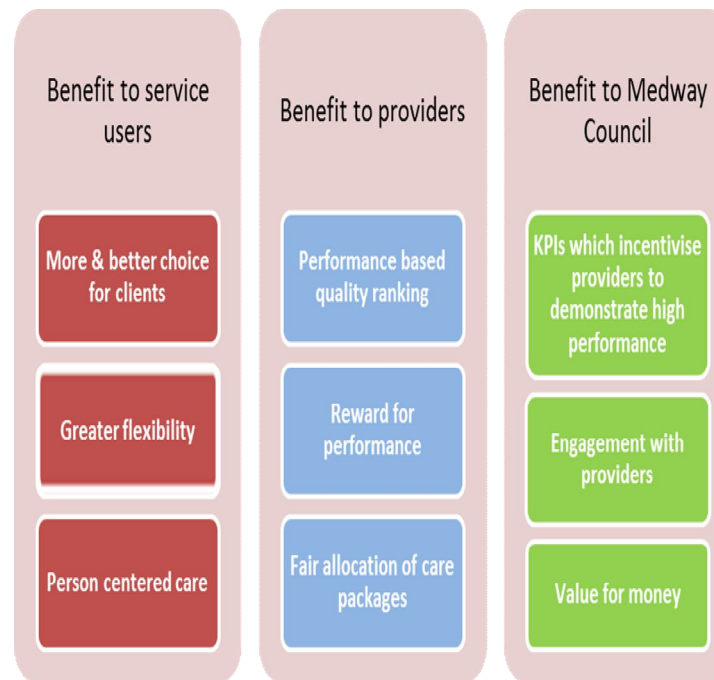 Benefit to service
users
More & better choice
for clients
Greater flexibility
Person centered care
Benefit to providers
Performance based
quality ranking
Reward for
performance
Fair allocation of care
packages
Benefit to Medway
Council
KPIs which incentivise
providers to
demonstrate high
performance
Engagement with
providers
Value for money